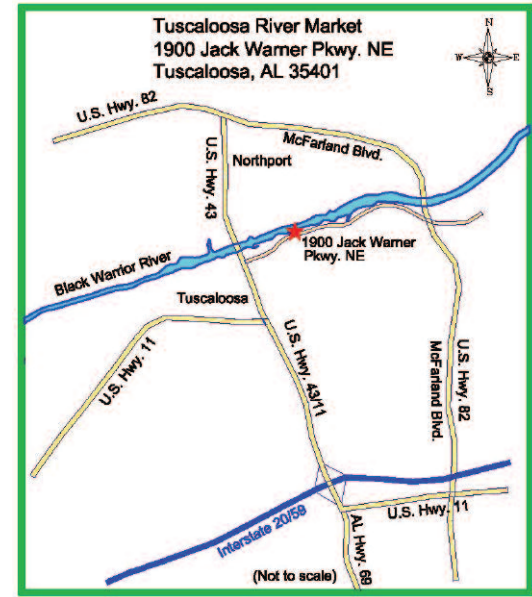 Tuscaloosa River Market
1900 Jack Warner Pkwy. NE
Tuscaloosa, AL 35401
N
W
E
S
U.S. Hwy. 82
McFarland Blvd.
U.S. Hwy. 43
Northport
1900 Jack Warner
Pkwy. NE
Black Warrior River
Tuscaloosa
U.S. Hwy. 11
U.S. Hwy. 43/11
McFarland Blvd.
U.S. Hwy. 82
Interstate 20/59
U.S. Hwy. 11
AL Hwy. 69
(Not to scale)